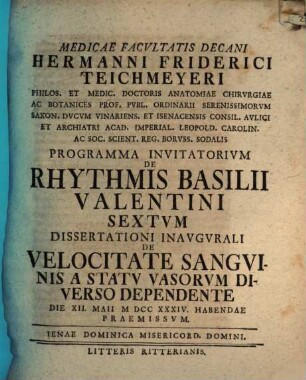 MEDICAE FACVLTATIS DECANI
HERMANNI FRIDERICI
TEICHMEYERI
PHILOS. ET MEDIC. DOCTORIS ANATOMIAE CHIRVRGIAE
AC BOTANICES PROF. PVBL. ORDINARII SERENISSIMORVM
SAXON. DVCVM VINARIENS. ET ISENACENSIS CONSIL. AVLICI
ET ARCHIATRI ACAD. IMPERIAL. LEOPOLD. CAROLIN.
AC SOC. SCIENT. REG. BORVSS. SODALIS
PROGRAMMA INVITATORIVM
DE
RHYTHMIS BASILII
VALENTINI
SEXTVM
DISSERTATIONI INAVGVRALI
DE
VELOCITATE SANGVI-
NIS A STATV VASORVM DI-
VERSO DEPENDENTE
DIE XII. MAII M DCC XXXIV. HABENDAE
PRAEMISSVM.
IENAE DOMINICA MISERICORD. DOMINI.
LITTERIS RITTERIANIS.